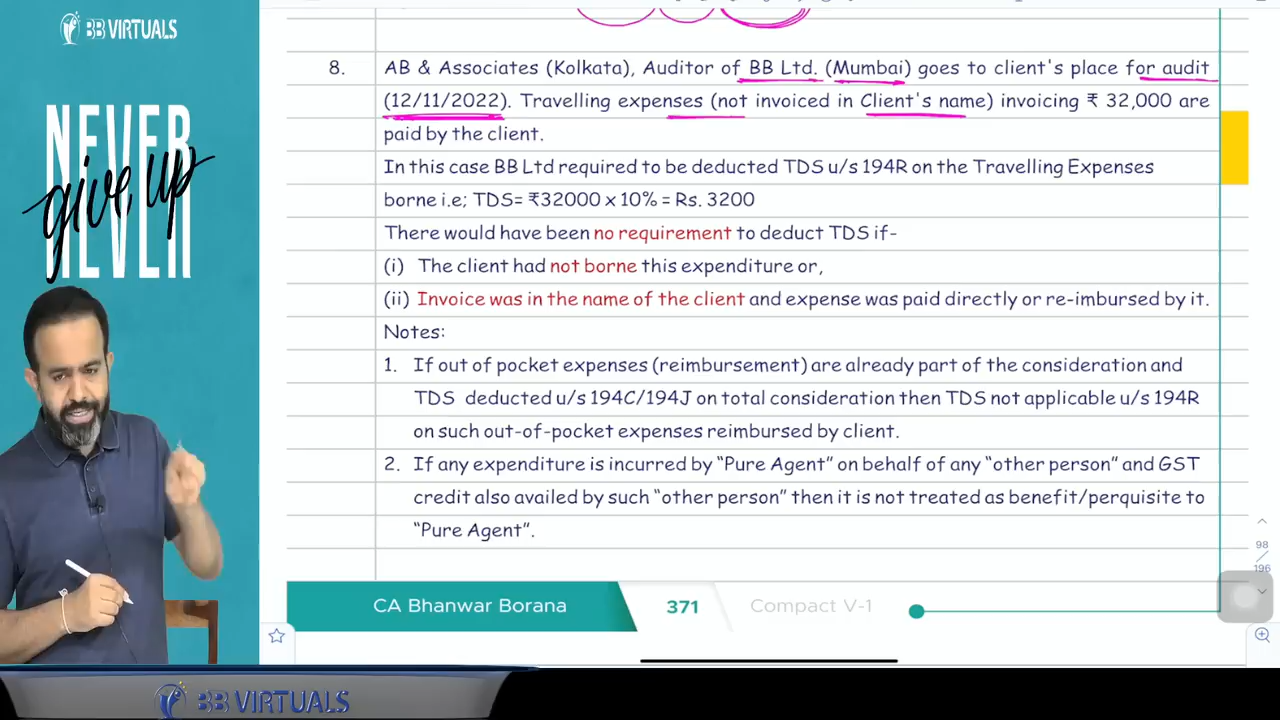 BB VIRTUALS
NEVER
give up
NEVER
8. AB & Associates (Kolkata), Auditor of BB Ltd. (Mumbai) goes to client's place for audit
(12/11/2022). Travelling expenses (not invoiced in Client's name) invoicing ₹ 32,000 are
paid by the client.
In this case BB Ltd required to be deducted TDS u/s 194R on the Travelling Expenses
borne i.e; TDS= ₹32000 x 10% = Rs. 3200
There would have been no requirement to deduct TDS if-
(i) The client had not borne this expenditure or,
(ii) Invoice was in the name of the client and expense was paid directly or re-imbursed by it.
Notes:
1. If out of pocket expenses (reimbursement) are already part of the consideration and
TDS deducted u/s 194C/194J on total consideration then TDS not applicable u/s 194R
on such out-of-pocket expenses reimbursed by client.
2. If any expenditure is incurred by “Pure Agent” on behalf of any “other person” and GST
credit also availed by such “other person” then it is not treated as benefit/perquisite to
“Pure Agent”.
98
/
196
CA Bhanwar Borana 371 Compact V-1
BB VIRTUALS